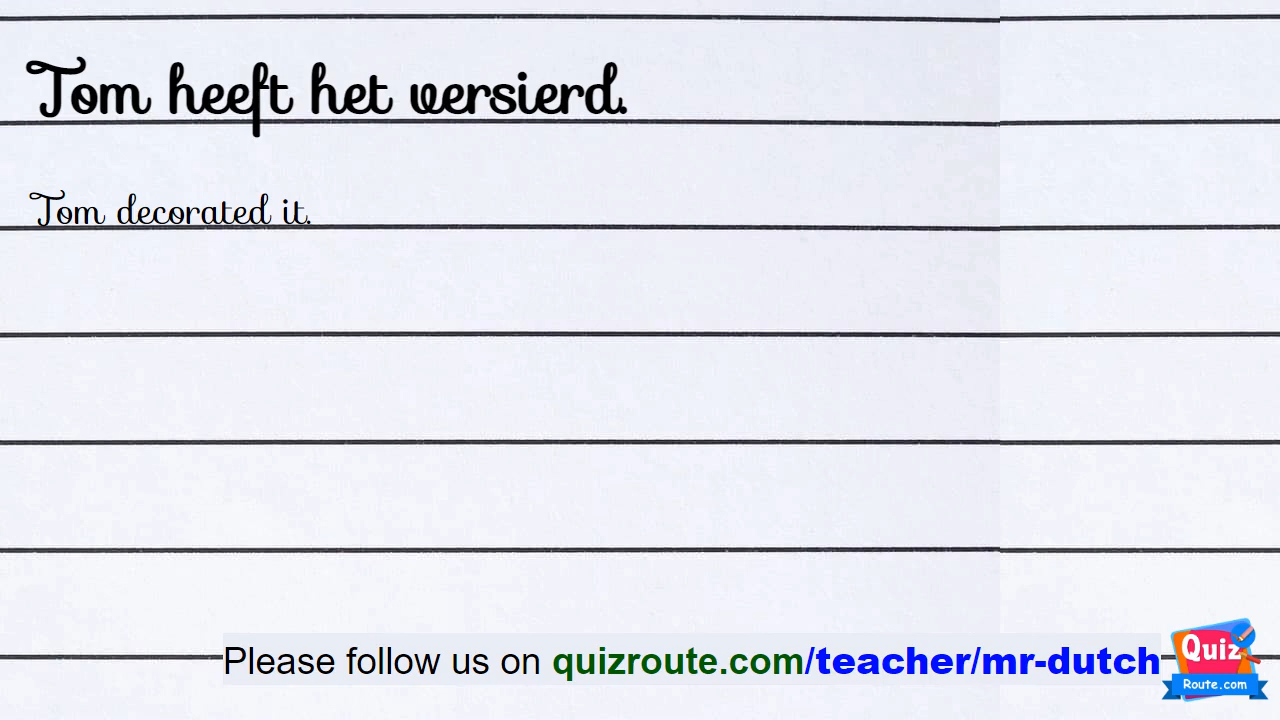 Tom heeft het versierd.
Tom decorated it.
Please follow us on quizroute.com/teacher/mr-dutch
Quiz
Route.com